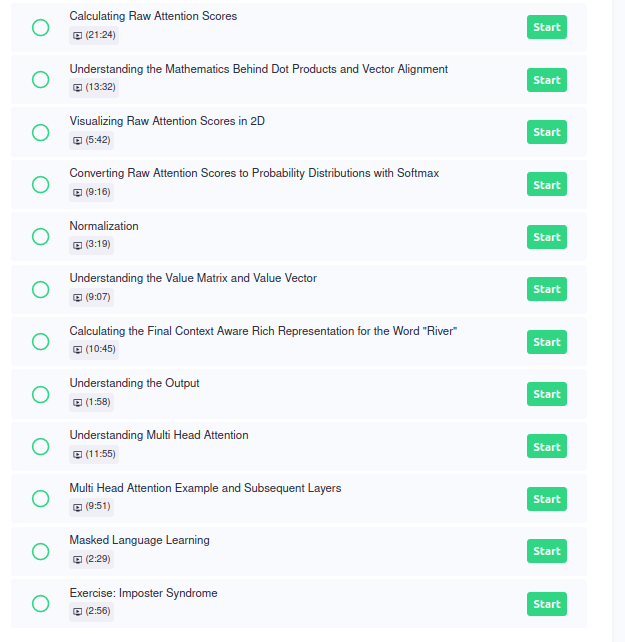 Calculating Raw Attention Scores
Start
(21:24)
Understanding the Mathematics Behind Dot Products and Vector Alignment
Start
(13:32)
Visualizing Raw Attention Scores in 2D
Start
(5:42)
Converting Raw Attention Scores to Probability Distributions with Softmax
Start
(9:16)
Normalization
Start
(3:19)
Understanding the Value Matrix and Value Vector
Start
(9:07)
Calculating the Final Context Aware Rich Representation for the Word "River"
Start
(10:45)
Understanding the Output
Start
(1:58)
Understanding Multi Head Attention
Start
(11:55)
Multi Head Attention Example and Subsequent Layers
Start
(9:51)
Masked Language Learning
Start
(2:29)
Exercise: Imposter Syndrome
Start
(2:56)